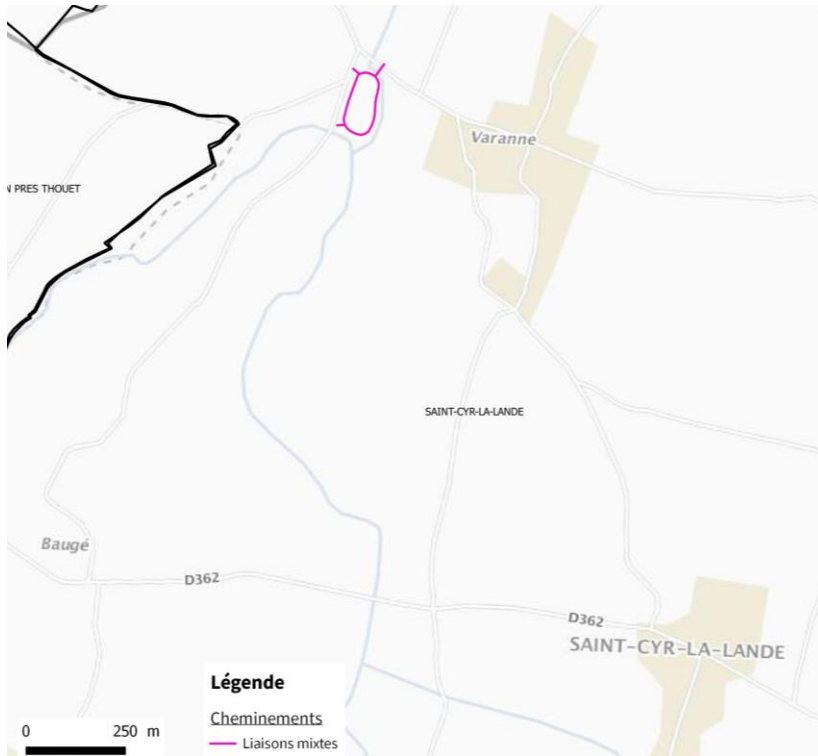 Varanne
N PRES THOUET
SAINT-CYR-LA-LANDE
Baugé
D362
D362
SAINT-CYR-LA-LANDE
Légende
Cheminements
Liaisons mixtes
0 250 m